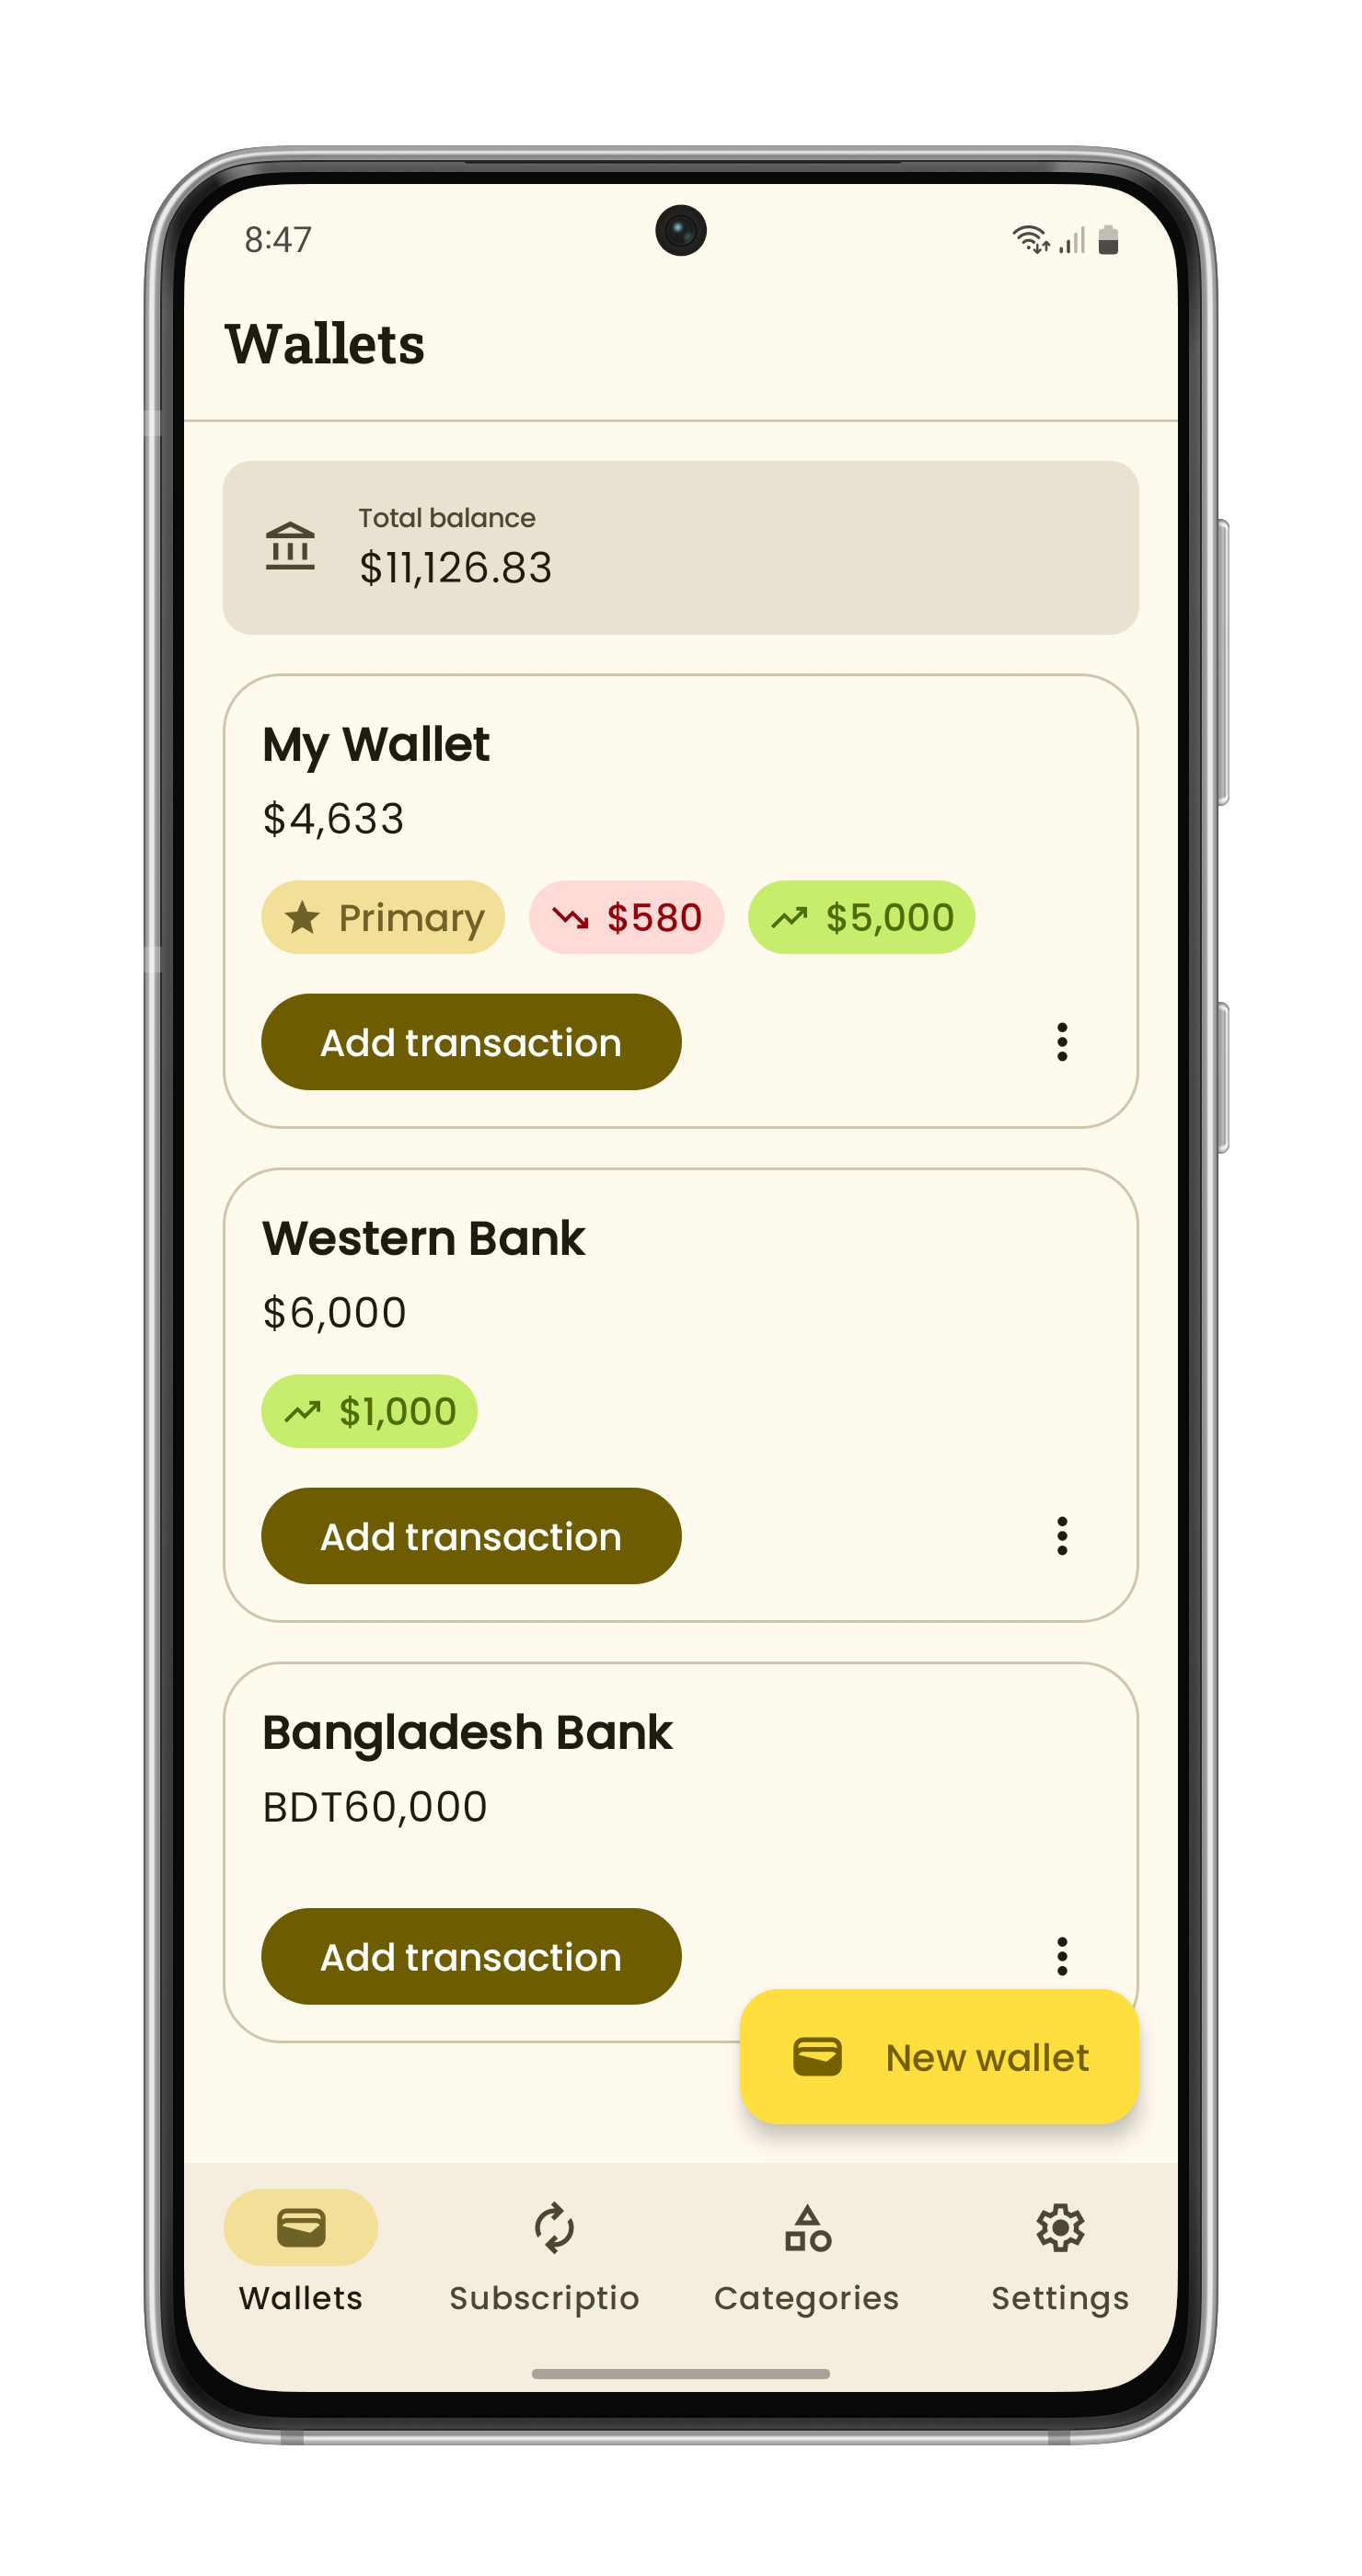 8:47
Wallets
Total balance
$11,126.83
My Wallet
$4,633
Primary $580 $5,000
Add transaction
Western Bank
$6,000
$1,000
Add transaction
Bangladesh Bank
BDT60,000
Add transaction
New wallet
Wallets Subscriptio Categories Settings